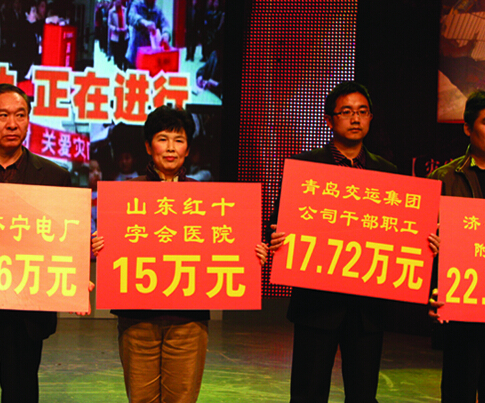 正在进行
关爱灾
宁电厂
6万元
山东红十
字会医院
15万元
青岛交运集团
公司干部职工
17.72万元
济
附
22.